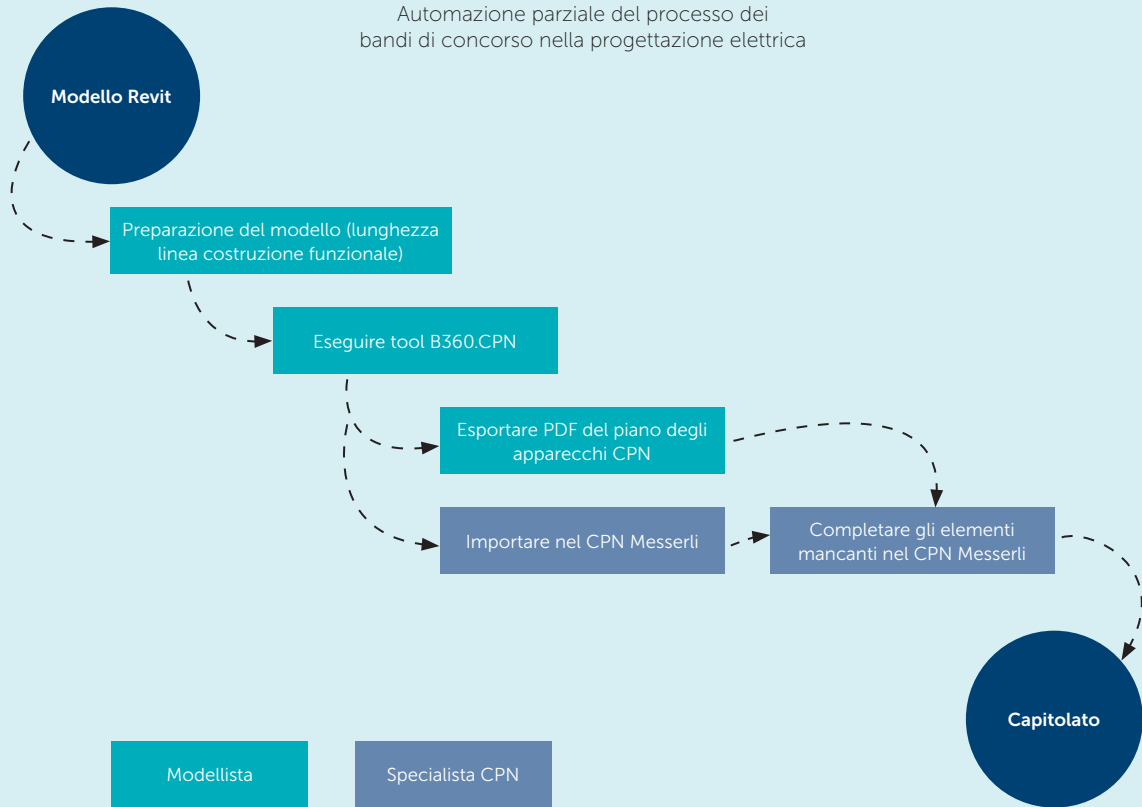 Automazione parziale del processo dei
bandi di concorso nella progettazione elettrica
Modello Revit
Preparazione del modello (lunghezza
linea costruzione funzionale)
Eseguire tool B360.CPN
Esportare PDF del piano degli
apparecchi CPN
Importare nel CPN Messerli
Completare gli elementi
mancanti nel CPN Messerli
Capitolato
Modellista
Specialista CPN